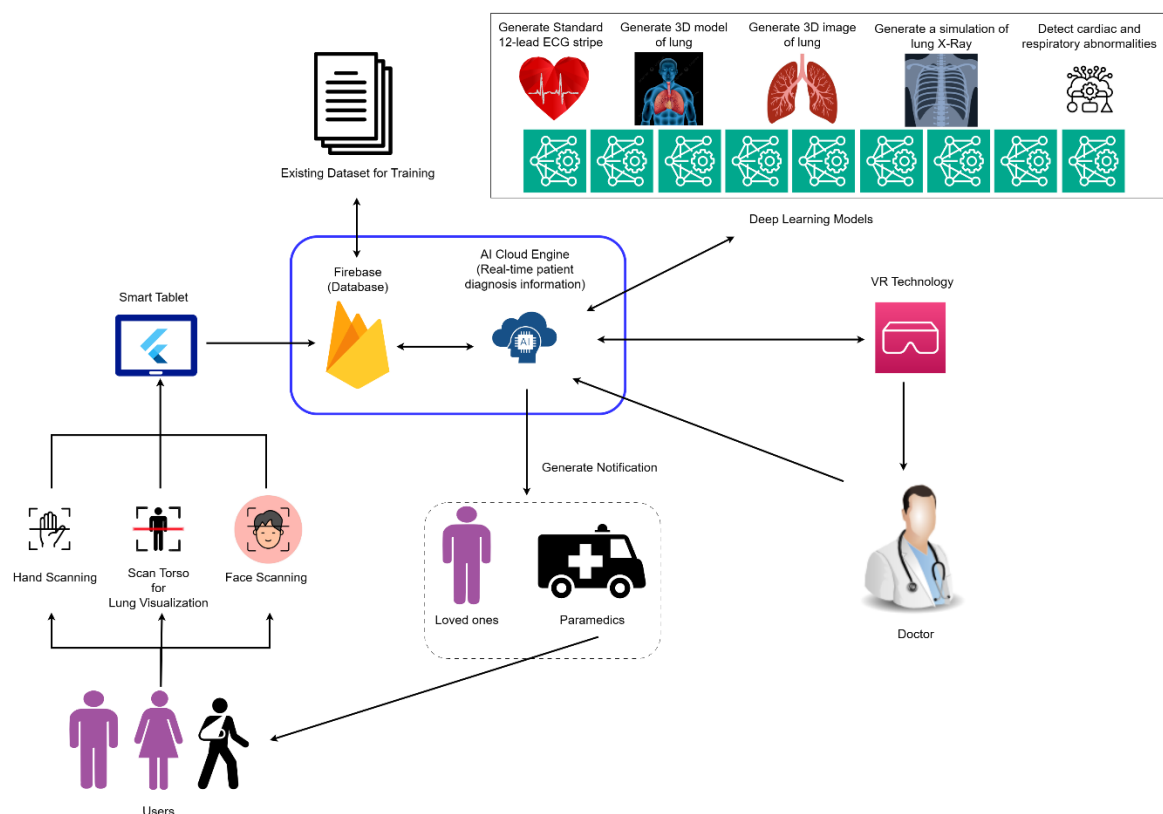 Generate Standard
12-lead ECG stripe
Generate 3D model
of lung
Generate 3D image
of lung
Generate a simulation of
lung X-Ray
Detect cardiac and
respiratory abnormalities
Existing Dataset for Training
Deep Learning Models
AI Cloud Engine
(Real-time patient
diagnosis information)
Firebase
(Database)
AI
Smart Tablet
VR Technology
Generate Notification
Hand Scanning
Scan Torso
for
Lung Visualization
Face Scanning
Loved ones
Paramedics
Doctor
Users